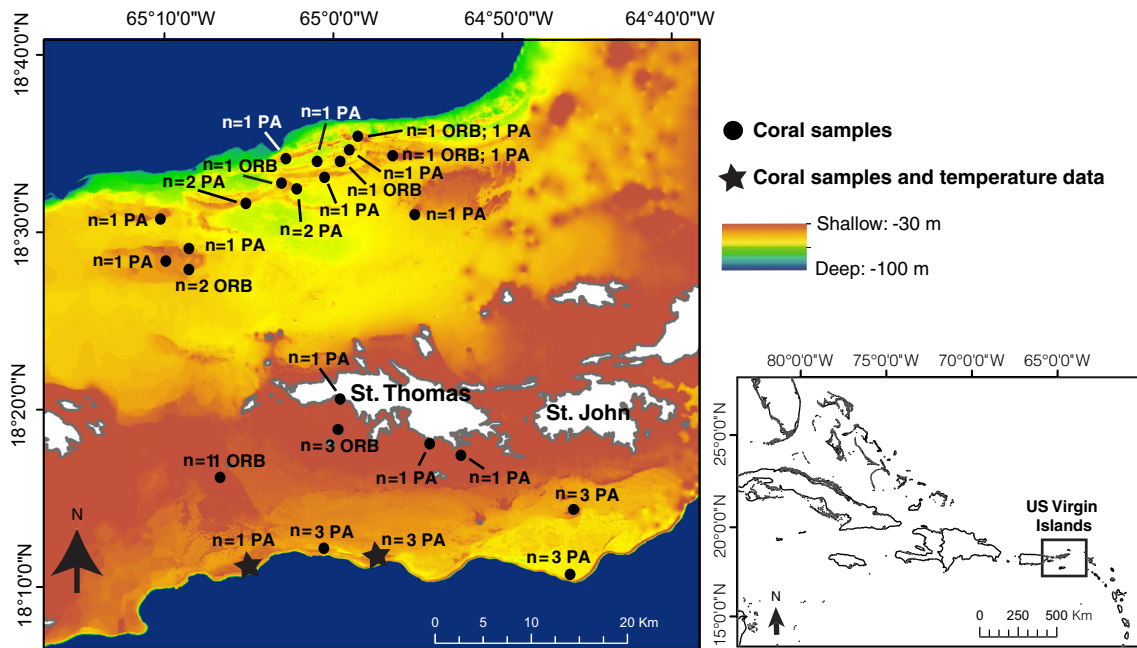 65°10'0"W 65°0'0"W 64°50'0"W 64°40'0"W
18°40'0"N
18°30'0"N
18°20'0"N
18°10'0"N
n=1 PA
n=1 PA
n=1 ORB; 1 PA
n=1 ORB
n=1 ORB; 1 PA
n=2 PA
n=1 PA
n=1 ORB
n=1 PA
n=2 PA
n=1 PA
n=1 PA
n=1 PA
n=1 PA
n=2 ORB
n=1 PA
St. Thomas
St. John
n=3 ORB
n=11 ORB
n=1 PA
n=1 PA
n=3 PA
n=3 PA
n=1 PA
n=3 PA
n=3 PA
N
0 5 10 20 Km
Coral samples
Coral samples and temperature data
Shallow: -30 m
Deep: -100 m
80°0'0"W 75°0'0"W 70°0'0"W 65°0'0"W
25°0'0"N
20°0'0"N
15°0'0"N
US Virgin
Islands
N
0 250 500 Km